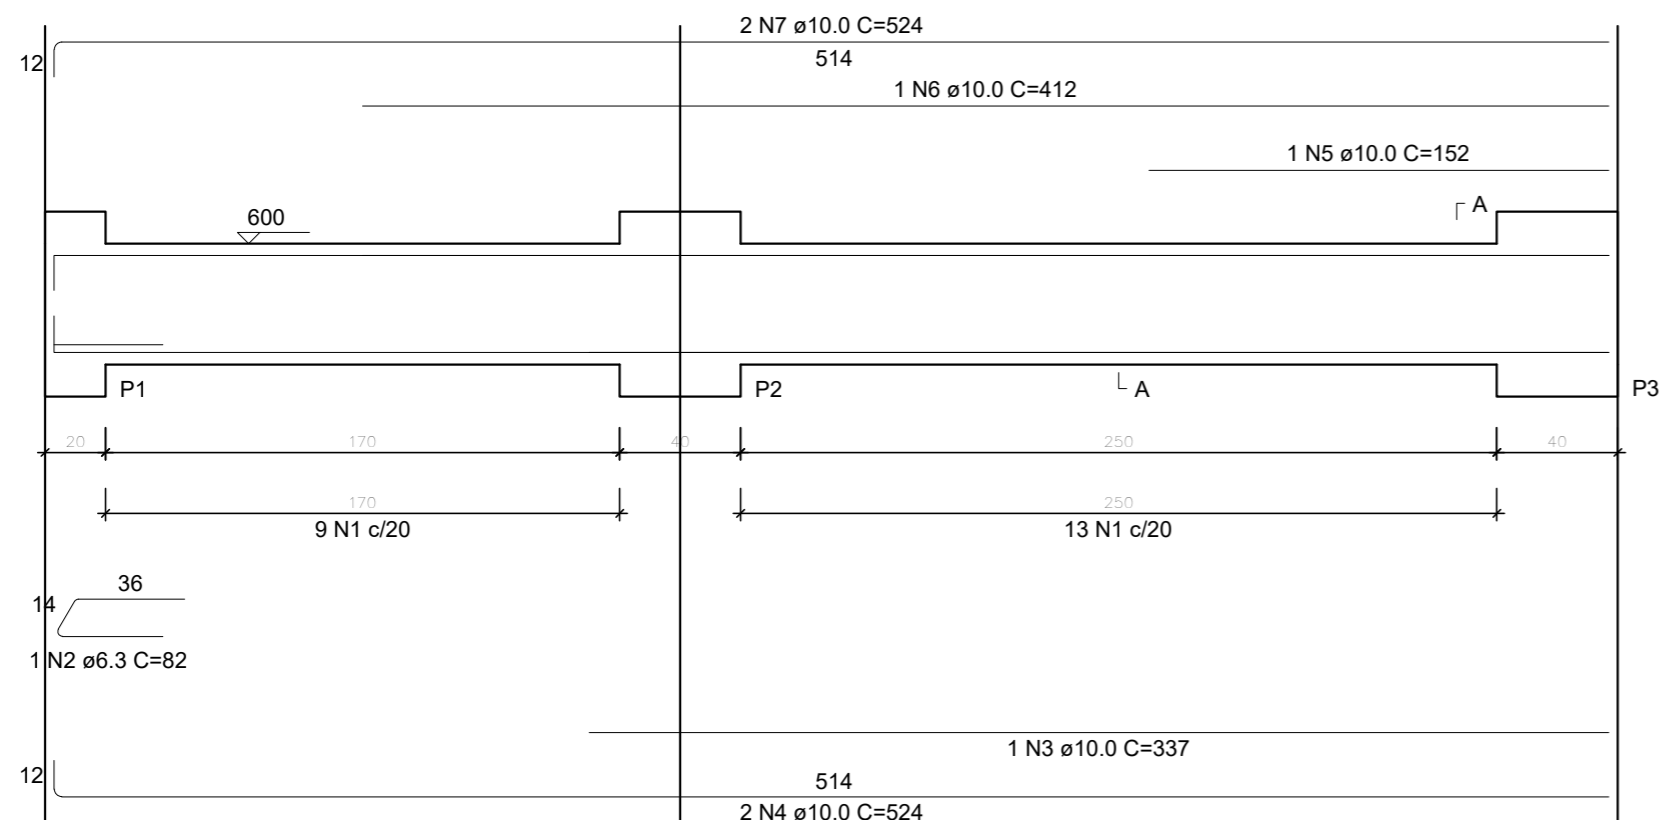 2 N7 ø10.0 C=524
12
514
1 N6 ø10.0 C=412
1 N5 ø10.0 C=152
A
600
P1
P2
A
P3
20
170
40
250
40
170
250
9 N1 c/20
13 N1 c/20
36
14
1 N2 ø6.3 C=82
1 N3 ø10.0 C=337
12
514
2 N4 ø10.0 C=524